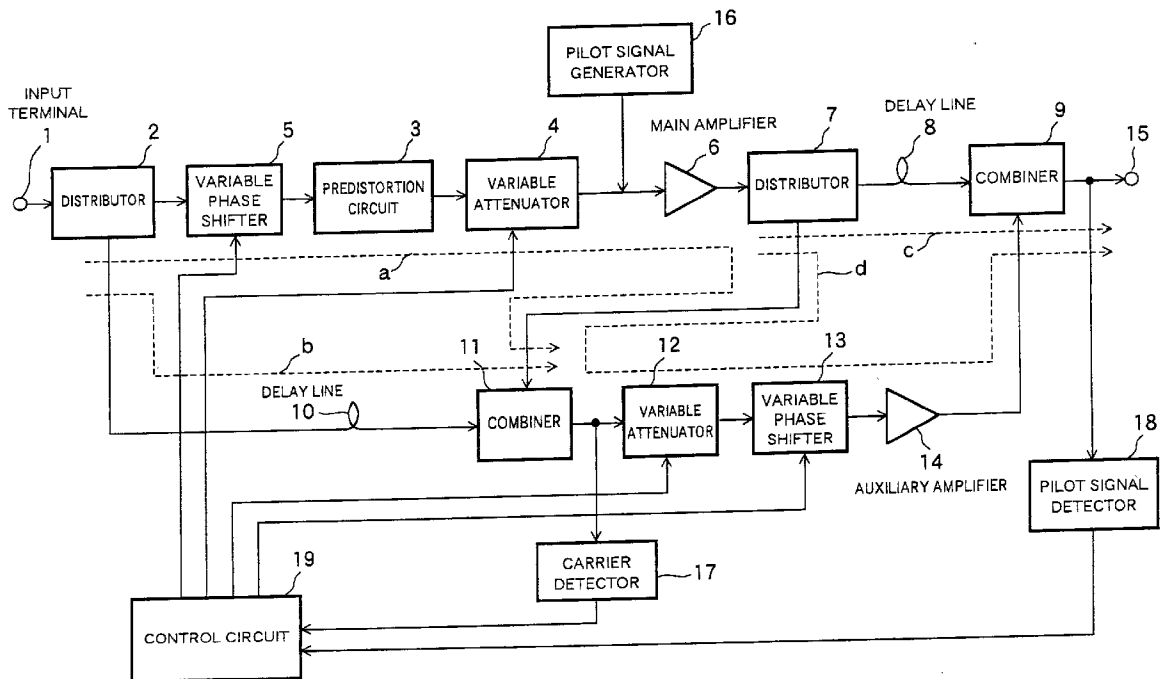 16
PILOT SIGNAL
GENERATOR
INPUT
TERMINAL
1
2
5
3
4
MAIN AMPLIFIER
6
7
DELAY LINE
8
9
15
DISTRIBUTOR
VARIABLE
PHASE
SHIFTER
PREDISTORTION
CIRCUIT
VARIABLE
ATTENUATOR
DISTRIBUTOR
COMBINER
a
d
c
b
DELAY LINE
10
11
COMBINER
12
VARIABLE
ATTENUATOR
13
VARIABLE
PHASE
SHIFTER
14
AUXILIARY AMPLIFIER
18
PILOT SIGNAL
DETECTOR
CARRIER
DETECTOR
17
19
CONTROL CIRCUIT